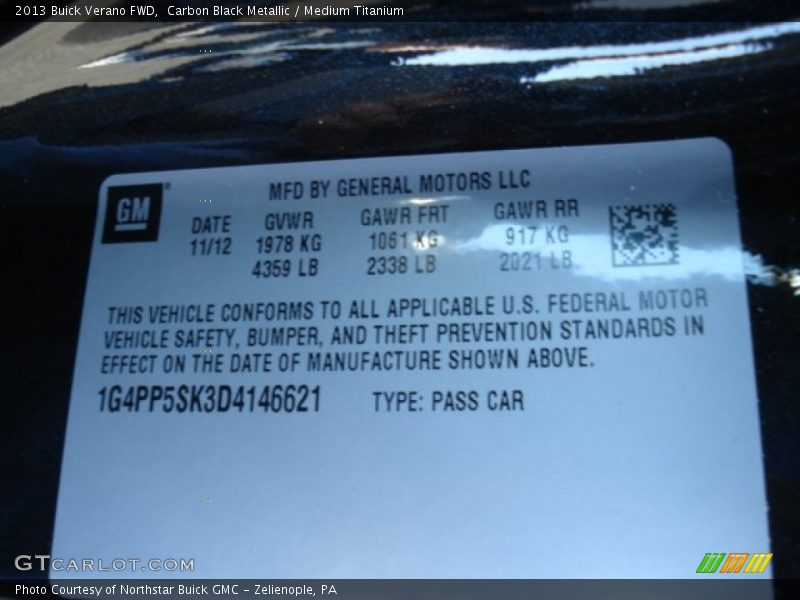 2013 Buick Verano FWD,  Carbon Black Metallic / Medium Titanium
GM®
MFD BY GENERAL MOTORS LLC
DATE GVWR GAWR FRT GAWR RR
11/12 1978 KG 1061 KG 917 KG
4359 LB 2338 LB 2021 LB
THIS VEHICLE CONFORMS TO ALL APPLICABLE U.S. FEDERAL MOTOR
VEHICLE SAFETY, BUMPER, AND THEFT PREVENTION STANDARDS IN
EFFECT ON THE DATE OF MANUFACTURE SHOWN ABOVE.
1G4PP5SK3D4146621 TYPE: PASS CAR
GTCARLOT.COM
Photo Courtesy of Northstar Buick GMC - Zelienople, PA